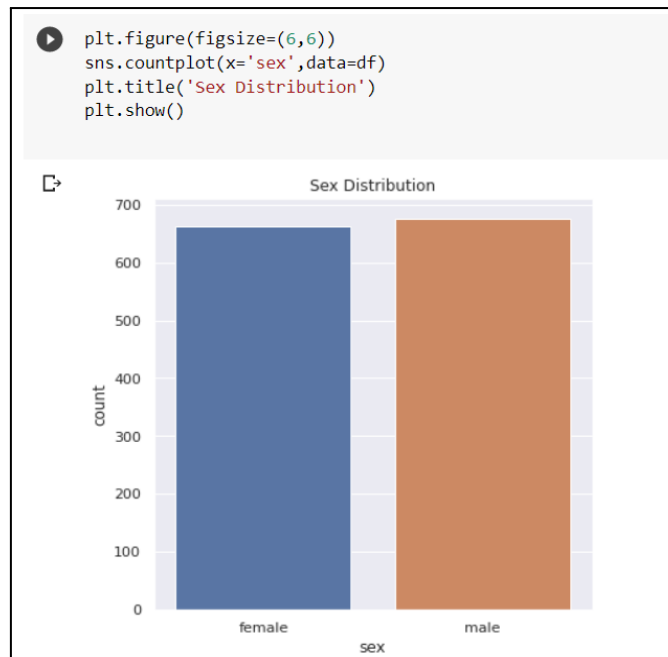 plt.figure(figsize=(6,6))
sns.countplot(x='sex',data=df)
plt.title('Sex Distribution')
plt.show()
Sex Distribution
700
600
500
400
300
200
100
0
count
female male
sex